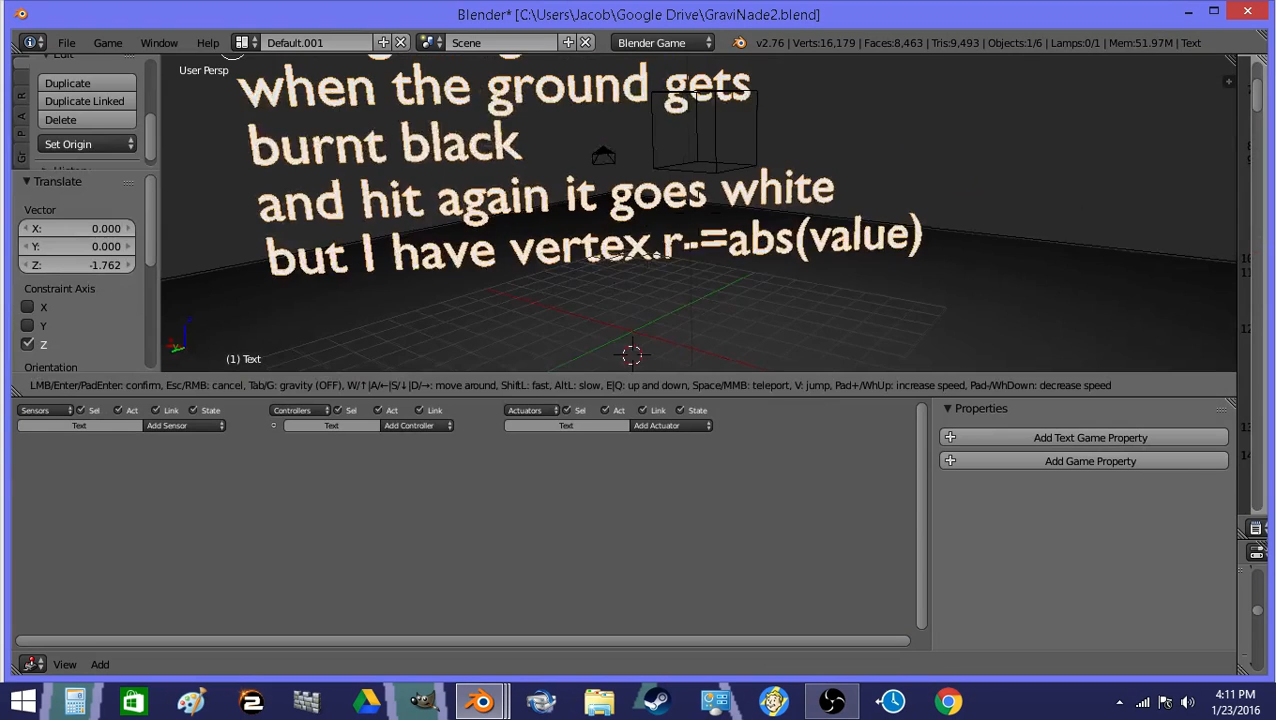 Blender* [C:\Users\Jacob\Google Drive\GraviNade2.blend]
File Game Window Help Default.001 Scene Blender Game v2.76 | Verts:16,179 | Faces:8,463 | Tris:9,493 | Objects:1/6 | Lamps:0/1 | Mem:51.97M | Text
Edit
Duplicate
Duplicate Linked
Delete
Set Origin
Translate
Vector
X: 0.000
Y: 0.000
Z: -1.762
Constraint Axis
X
Y
Z
Orientation
User Persp
when the ground gets
burnt black
and hit again it goes white
but I have vertex.r-=abs(value)
(1) Text
LMB/Enter/PadEnter: confirm, Esc/RMB: cancel, Tab/G: gravity (OFF), W/↑|A/←|S/↓|D/→: move around, Shift.L: fast, Alt.L: slow, E|Q: up and down, Space/MMB: teleport, V: jump, Pad+/WhUp: increase speed, Pad-/WhDown: decrease speed
Sensors Sel Act Link State Controllers Sel Act Link Actuators Sel Act Link State
Text Add Sensor Text Add Controller Text Add Actuator
Properties
Add Text Game Property
Add Game Property
View Add
4:11 PM
1/23/2016